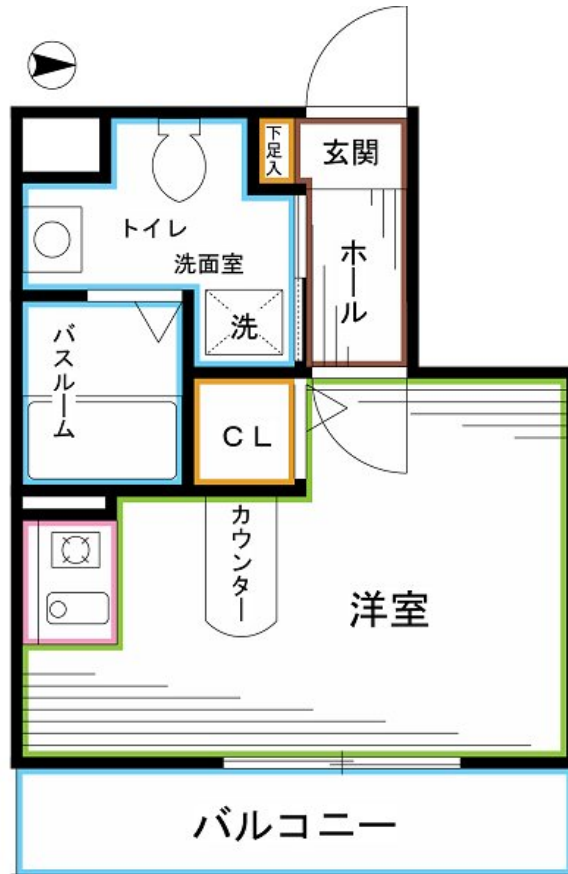 下足入
玄関
トイレ
洗面室
ホール
洗
バスルーム
CL
カウンター
洋室
バルコニー